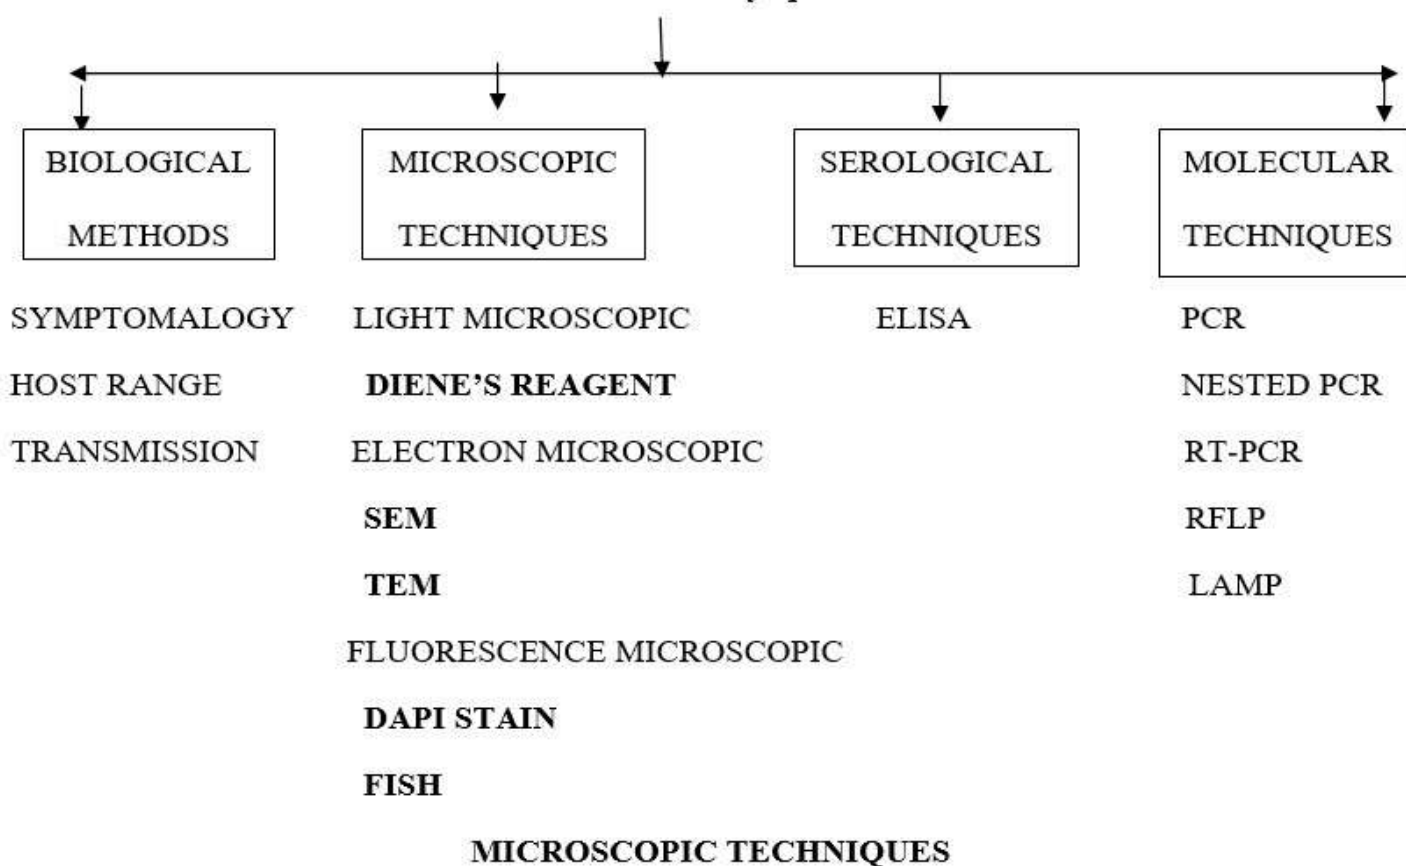 BIOLOGICAL
METHODS
MICROSCOPIC
TECHNIQUES
SEROLOGICAL
TECHNIQUES
MOLECULAR
TECHNIQUES
SYMPTOMALOGY
HOST RANGE
TRANSMISSION
LIGHT MICROSCOPIC
DIENE’S REAGENT
ELECTRON MICROSCOPIC
SEM
TEM
FLUORESCENCE MICROSCOPIC
DAPI STAIN
FISH
ELISA
PCR
NESTED PCR
RT-PCR
RFLP
LAMP
MICROSCOPIC TECHNIQUES